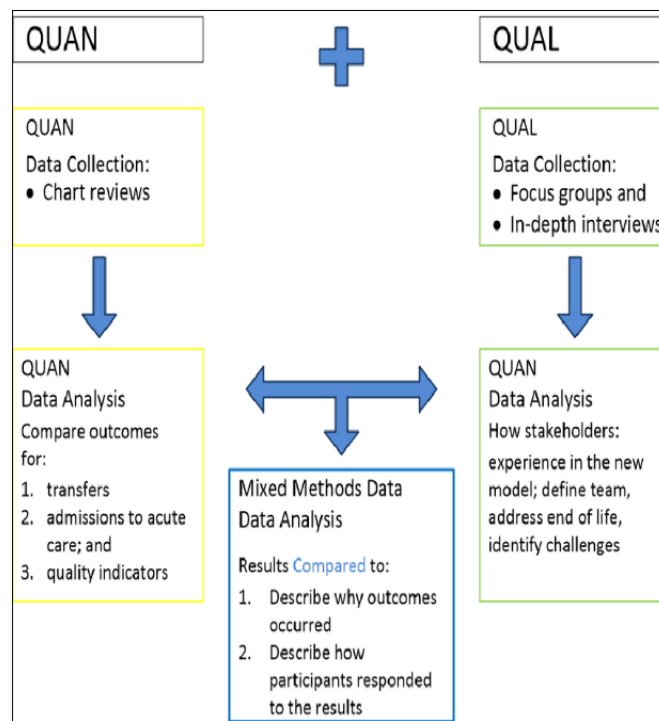 QUAN
QUAL
QUAN
Data Collection:
• Chart reviews
QUAL
Data Collection:
• Focus groups and
• In-depth interviews
QUAN
Data Analysis
Compare outcomes
for:
1. transfers
2. admissions to acute
care; and
3. quality indicators
QUAN
Data Analysis
How stakeholders:
experience in the new
model; define team,
address end of life,
identify challenges
Mixed Methods Data
Data Analysis
Results Compared to:
1. Describe why outcomes
occurred
2. Describe how
participants responded
to the results